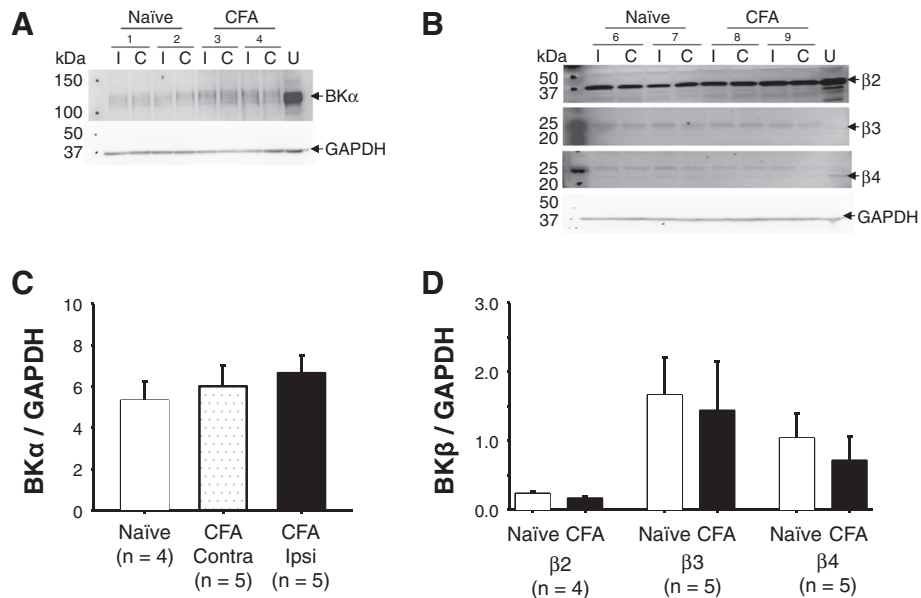 A
Naïve CFA
1 2 3 4
kDa I C I C I C I C U
150
100
BKα
50
37
GAPDH
B
Naïve CFA
6 7 8 9
kDa I C I C I C I C U
50
37
β2
25
20
β3
25
20
β4
50
37
GAPDH
C
BKα / GAPDH
10
8
6
4
2
0
Naïve CFA CFA
(n = 4) Contra Ipsi
(n = 5) (n = 5)
D
BKβ / GAPDH
3.0
2.0
1.0
0.0
Naïve CFA Naïve CFA Naïve CFA
β2 β3 β4
(n = 4) (n = 5) (n = 5)